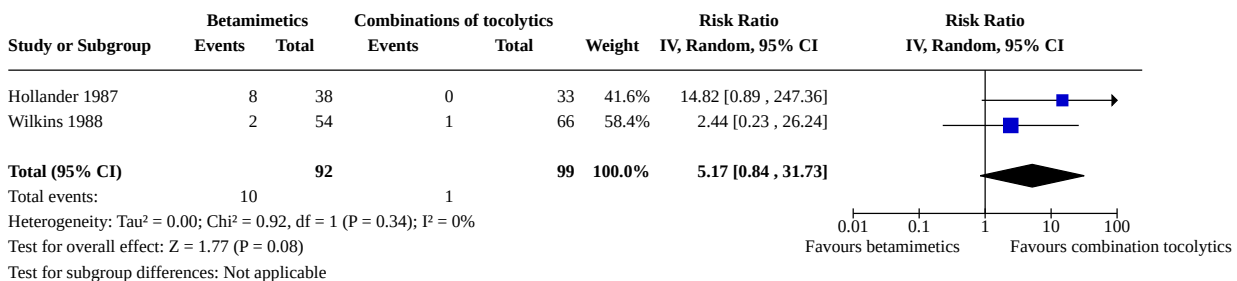 Betamimetics Combinations of tocolytics Risk Ratio Risk Ratio
Study or Subgroup Events Total Events Total Weight IV, Random, 95% CI IV, Random, 95% CI
Hollander 1987 8 38 0 33 41.6% 14.82 [0.89 , 247.36]
Wilkins 1988 2 54 1 66 58.4% 2.44 [0.23 , 26.24]
Total (95% CI) 92 99 100.0% 5.17 [0.84 , 31.73]
Total events: 10 1
Heterogeneity: Tau² = 0.00; Chi² = 0.92, df = 1 (P = 0.34); I² = 0%
0.01 0.1 1 10 100
Test for overall effect: Z = 1.77 (P = 0.08) Favours betamimetics Favours combination tocolytics
Test for subgroup differences: Not applicable